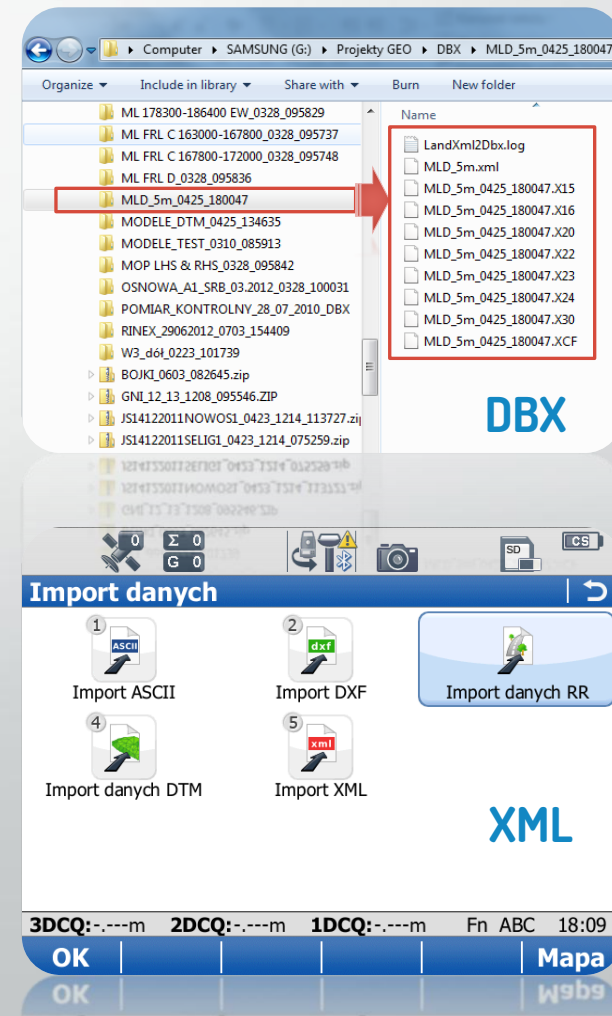 Computer ▸ SAMSUNG (G:) ▸ Projekty GEO ▸ DBX ▸ MLD_5m_0425_180047
Organize Include in library Share with Burn New folder
ML 178300-186400 EW_0328_095829
ML FRL C 163000-167800_0328_095737
ML FRL C 167800-172000_0328_095748
ML FRL D_0328_095836
MLD_5m_0425_180047
MODELE_DTM_0425_134635
MODELE_TEST_0310_085913
MOP LHS & RHS_0328_095842
OSNOWA_A1_SRB_03.2012_0328_100031
POMIAR_KONTROLNY_28_07_2010_DBX
RINEX_29062012_0703_154409
W3_dół_0223_101739
BOJKI_0603_082645.zip
GNI_12_13_1208_095546.ZIP
JS14122011NOWOS1_0423_1214_113727.zip
JS14122011SELIG1_0423_1214_075259.zip
Name
LandXml2Dbx.log
MLD_5m.xml
MLD_5m_0425_180047.X15
MLD_5m_0425_180047.X16
MLD_5m_0425_180047.X20
MLD_5m_0425_180047.X22
MLD_5m_0425_180047.X23
MLD_5m_0425_180047.X24
MLD_5m_0425_180047.X30
MLD_5m_0425_180047.XCF
DBX
0 Σ 0
G 0
SD
CS
Import danych
1 ASCII
Import ASCII
2 dxf
Import DXF
Import danych RR
4
Import danych DTM
5 xml
Import XML
XML
3DCQ:-.---m 2DCQ:-.---m 1DCQ:-.---m Fn ABC 18:09
OK Mapa